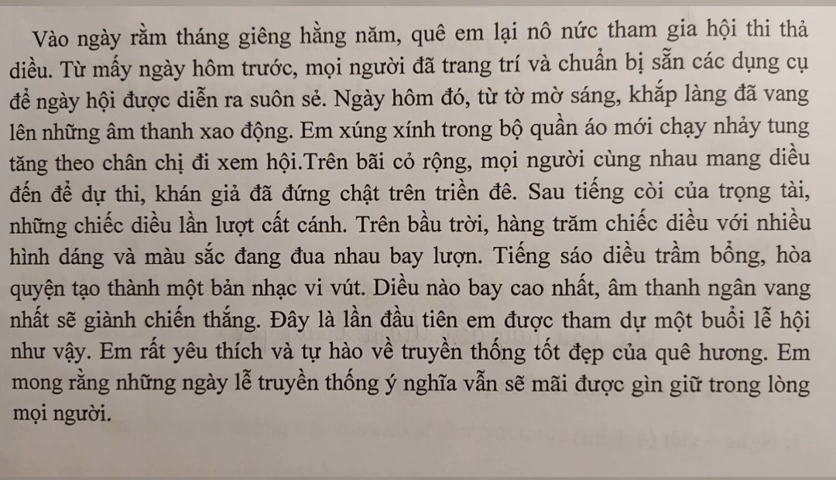 Vào ngày rằm tháng giêng hằng năm, quê em lại nô nức tham gia hội thi thả
diều. Từ mấy ngày hôm trước, mọi người đã trang trí và chuẩn bị sẵn các dụng cụ
để ngày hội được diễn ra suôn sẻ. Ngày hôm đó, từ tờ mờ sáng, khắp làng đã vang
lên những âm thanh xao động. Em xúng xính trong bộ quần áo mới chạy nhảy tung
tăng theo chân chị đi xem hội.Trên bãi cỏ rộng, mọi người cùng nhau mang diều
đến để dự thi, khán giả đã đứng chật trên triền đê. Sau tiếng còi của trọng tài,
những chiếc diều lần lượt cất cánh. Trên bầu trời, hàng trăm chiếc diều với nhiều
hình dáng và màu sắc đang đua nhau bay lượn. Tiếng sáo diều trầm bổng, hòa
quyện tạo thành một bản nhạc vi vút. Diều nào bay cao nhất, âm thanh ngân vang
nhất sẽ giành chiến thắng. Đây là lần đầu tiên em được tham dự một buổi lễ hội
như vậy. Em rất yêu thích và tự hào về truyền thống tốt đẹp của quê hương. Em
mong rằng những ngày lễ truyền thống ý nghĩa vẫn sẽ mãi được gìn giữ trong lòng
mọi người.